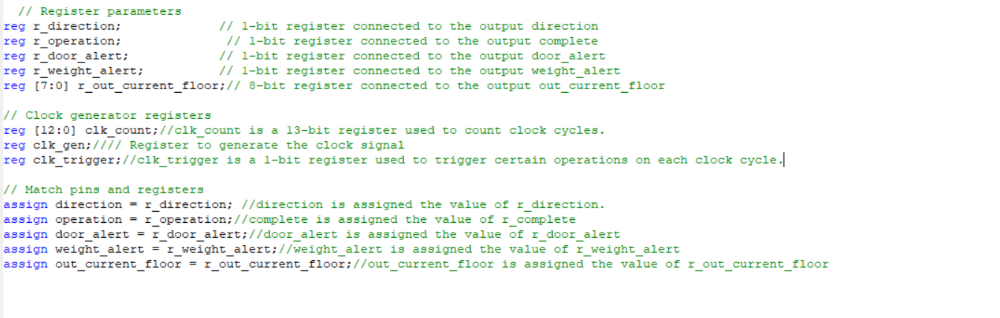 // Register parameters
reg r_direction;             // 1-bit register connected to the output direction
reg r_operation;              // 1-bit register connected to the output complete
reg r_door_alert;            // 1-bit register connected to the output door_alert
reg r_weight_alert;          // 1-bit register connected to the output weight_alert
reg [7:0] r_out_current_floor;// 8-bit register connected to the output out_current_floor
// Clock generator registers
reg [12:0] clk_count;//clk_count is a 13-bit register used to count clock cycles.
reg clk_gen;//// Register to generate the clock signal
reg clk_trigger;//clk_trigger is a 1-bit register used to trigger certain operations on each clock cycle.
// Match pins and registers
assign direction = r_direction; //direction is assigned the value of r_direction.
assign operation = r_operation;//complete is assigned the value of r_complete
assign door_alert = r_door_alert;//door_alert is assigned the value of r_door_alert
assign weight_alert = r_weight_alert;//weight_alert is assigned the value of r_weight_alert
assign out_current_floor = r_out_current_floor;//out_current_floor is assigned the value of r_out_current_floor